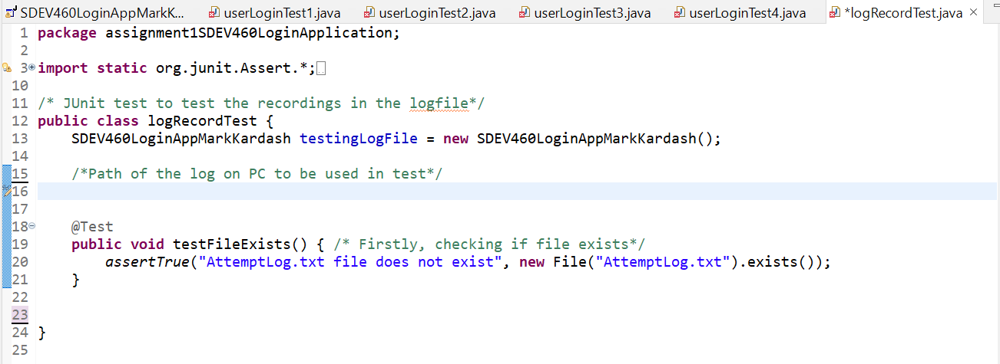 SDEV460LoginAppMarkK... userLoginTest1.java userLoginTest2.java userLoginTest3.java userLoginTest4.java *logRecordTest.java
1 package assignment1SDEV460LoginApplication;
2
3 import static org.junit.Assert.*;
10
11 /* JUnit test to test the recordings in the logfile*/
12 public class logRecordTest {
13 SDEV460LoginAppMarkKardash testingLogFile = new SDEV460LoginAppMarkKardash();
14
15 /*Path of the log on PC to be used in test*/
16
17
18 @Test
19 public void testFileExists() { /* Firstly, checking if file exists*/
20 assertTrue("AttemptLog.txt file does not exist", new File("AttemptLog.txt").exists());
21 }
22
23
24 }
25